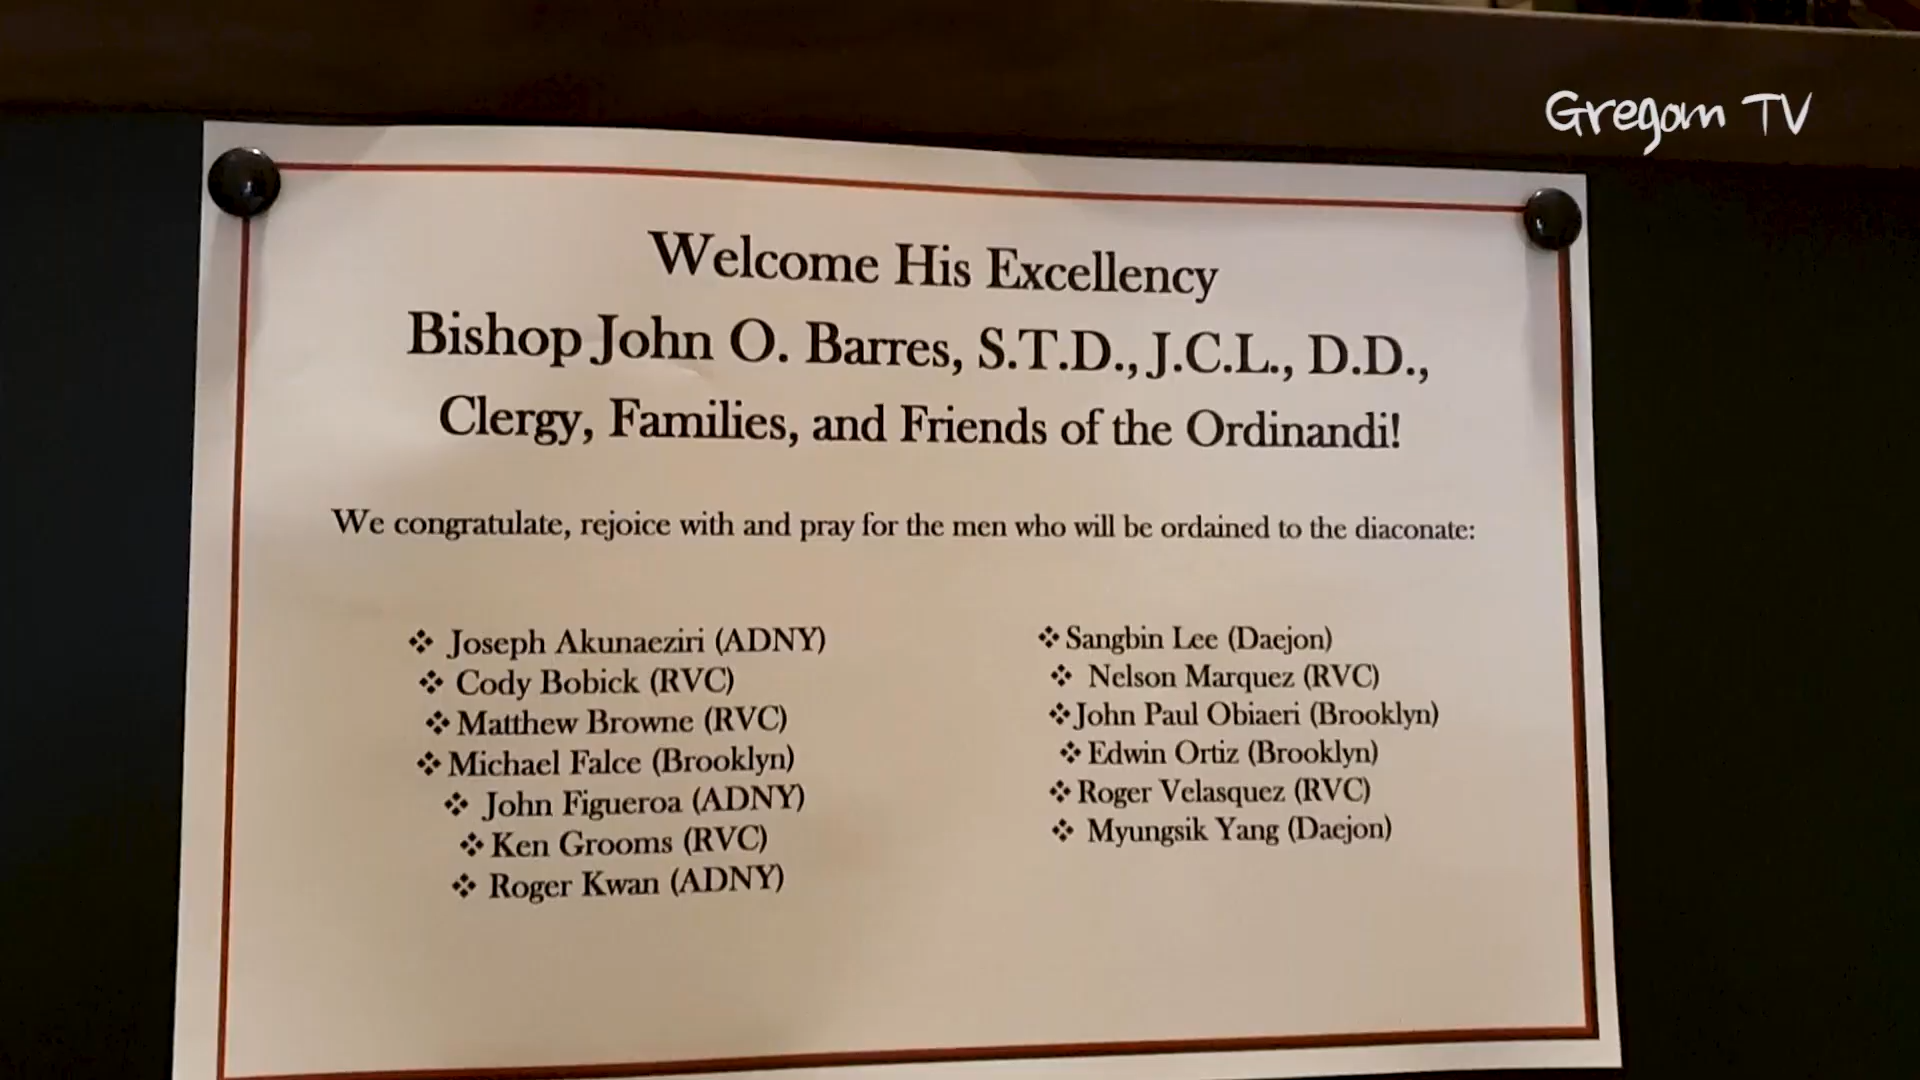 Gregom TV
Welcome His Excellency
Bishop John O. Barres, S.T.D., J.C.L., D.D.,
Clergy, Families, and Friends of the Ordinandi!
We congratulate, rejoice with and pray for the men who will be ordained to the diaconate:
❖ Joseph Akunaeziri (ADNY)
❖ Cody Bobick (RVC)
❖ Matthew Browne (RVC)
❖ Michael Falce (Brooklyn)
❖ John Figueroa (ADNY)
❖ Ken Grooms (RVC)
❖ Roger Kwan (ADNY)
❖ Sangbin Lee (Daejon)
❖ Nelson Marquez (RVC)
❖ John Paul Obiaeri (Brooklyn)
❖ Edwin Ortiz (Brooklyn)
❖ Roger Velasquez (RVC)
❖ Myungsik Yang (Daejon)